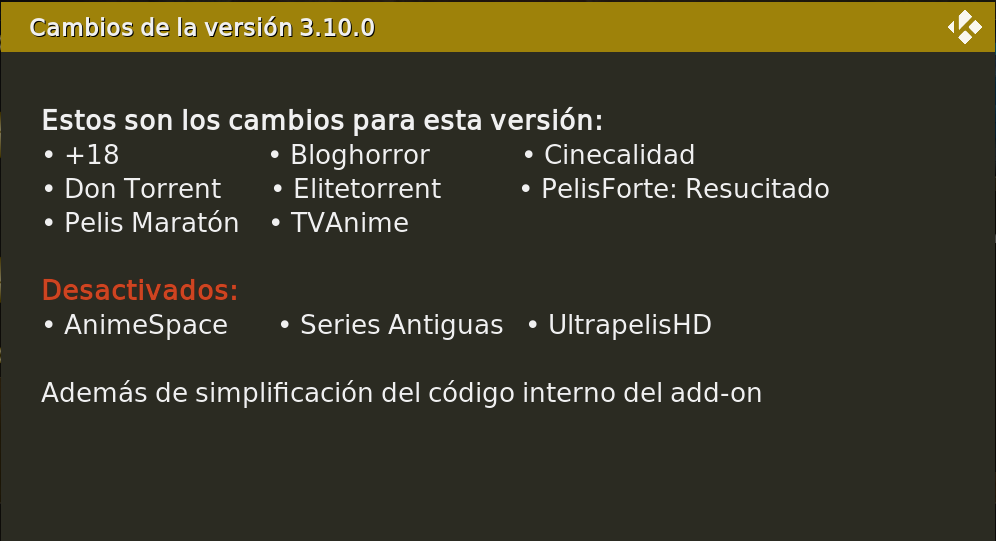 Cambios de la versión 3.10.0
Estos son los cambios para esta versión:
• +18 • Bloghorror • Cinecalidad
• Don Torrent • Elitetorrent • PelisForte: Resucitado
• Pelis Maratón • TVAnime
Desactivados:
• AnimeSpace • Series Antiguas • UltrapelisHD
Además de simplificación del código interno del add-on